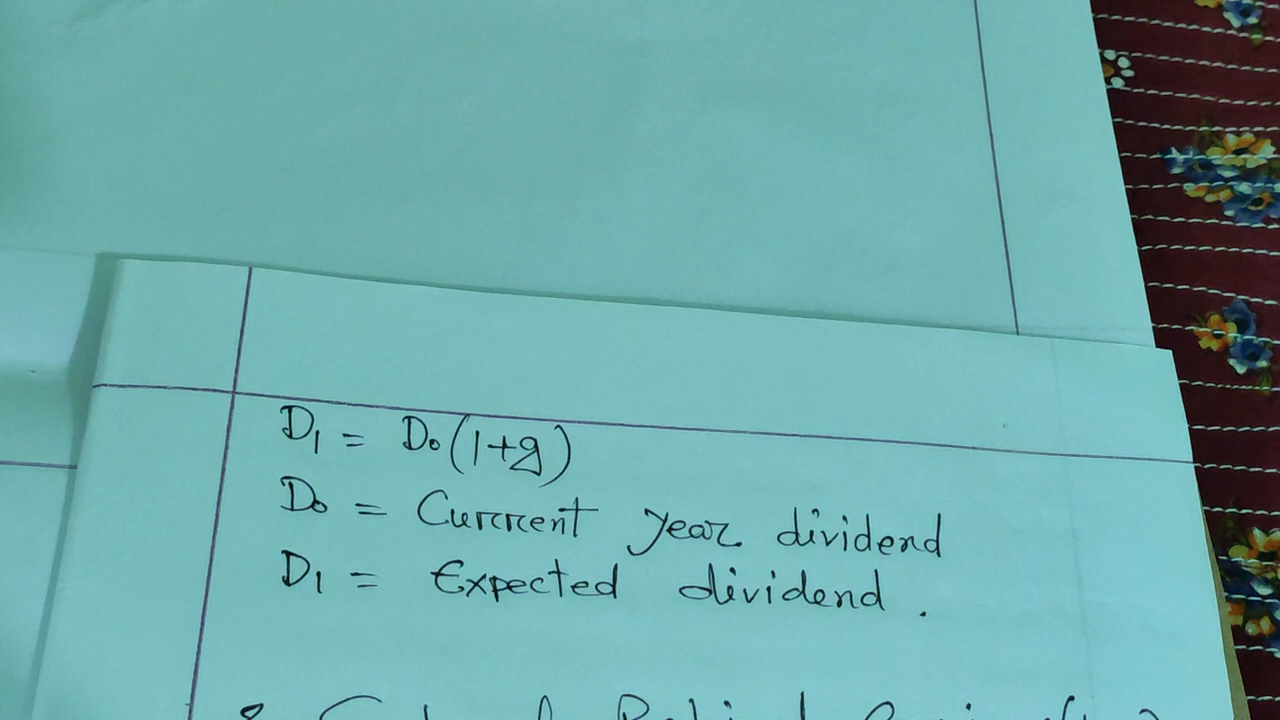 D₁ = D₀(1+g)
D₀ = Current year dividend
D₁ = Expected dividend.